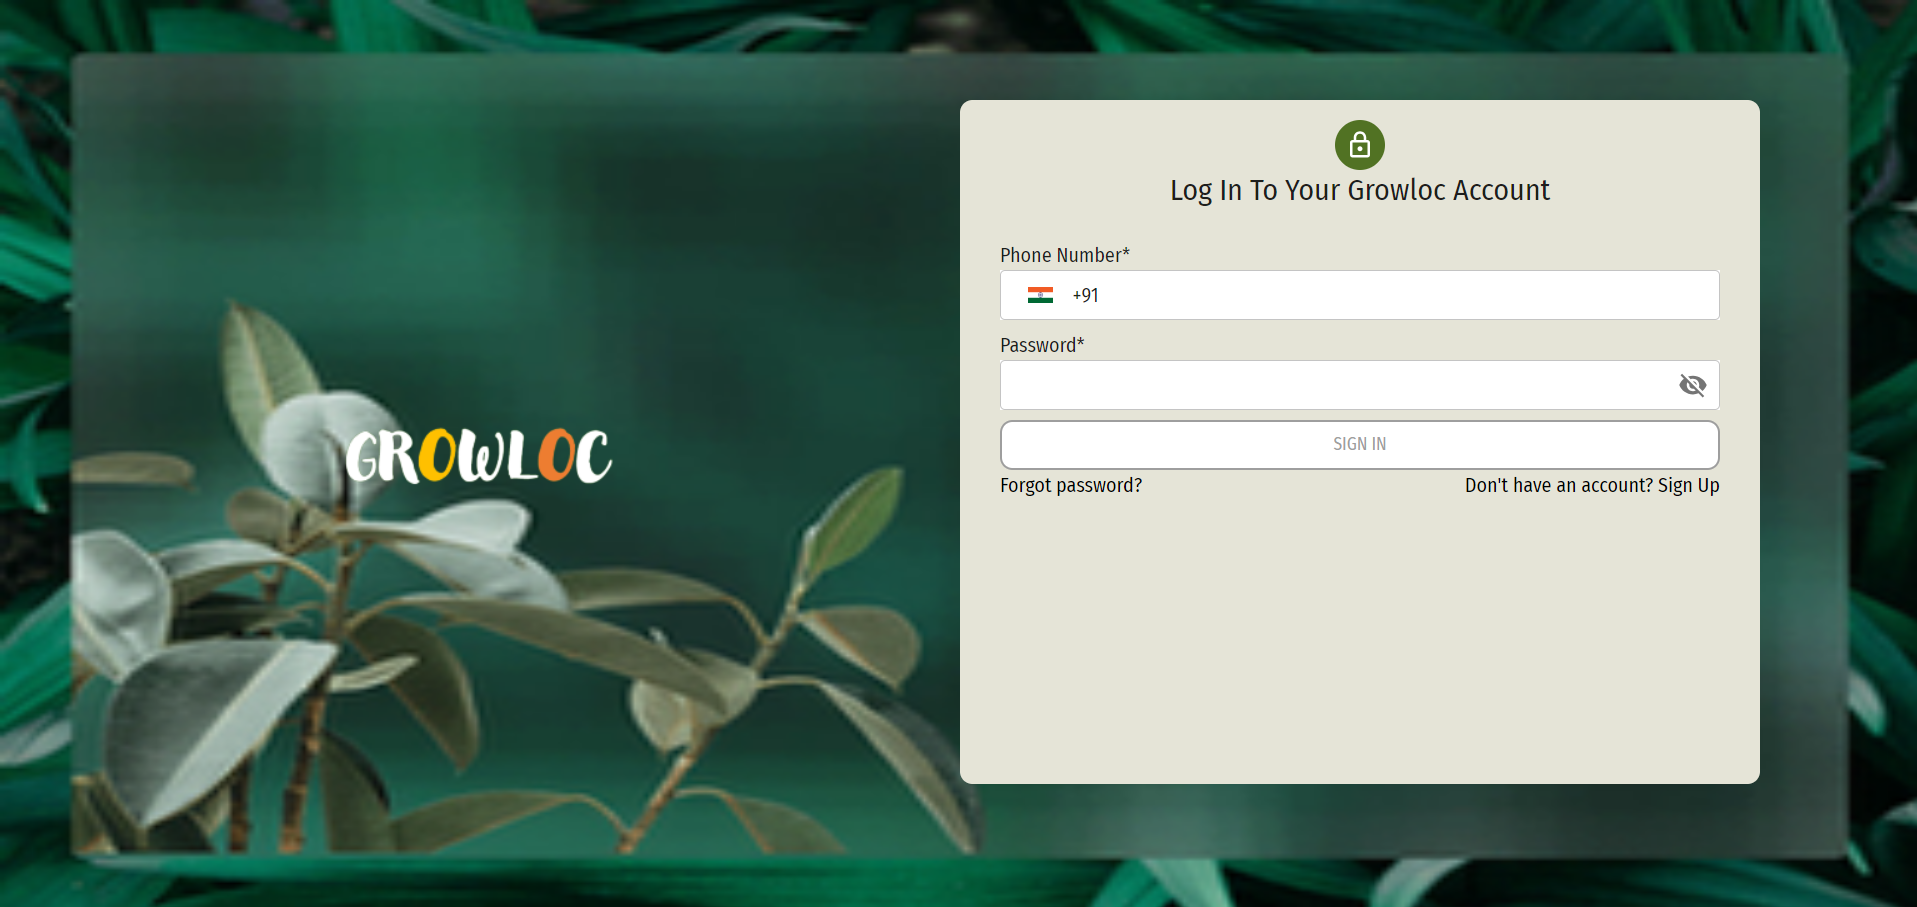 GROWLOC
Log In To Your Growloc Account
Phone Number*
+91
Password*
SIGN IN
Forgot password?
Don't have an account? Sign Up